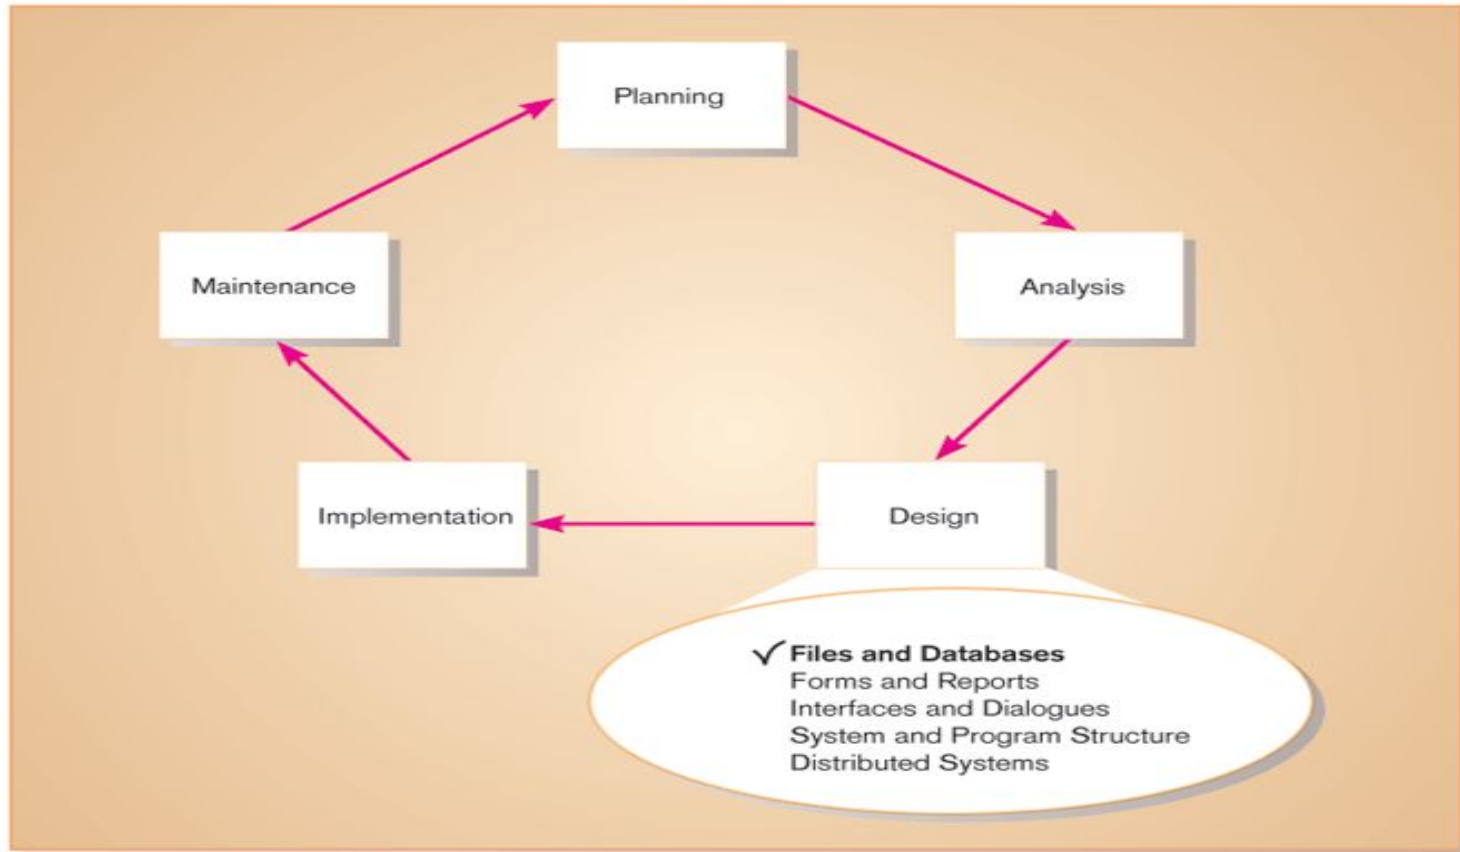 Planning
Maintenance
Analysis
Implementation
Design
✓ Files and Databases
Forms and Reports
Interfaces and Dialogues
System and Program Structure
Distributed Systems